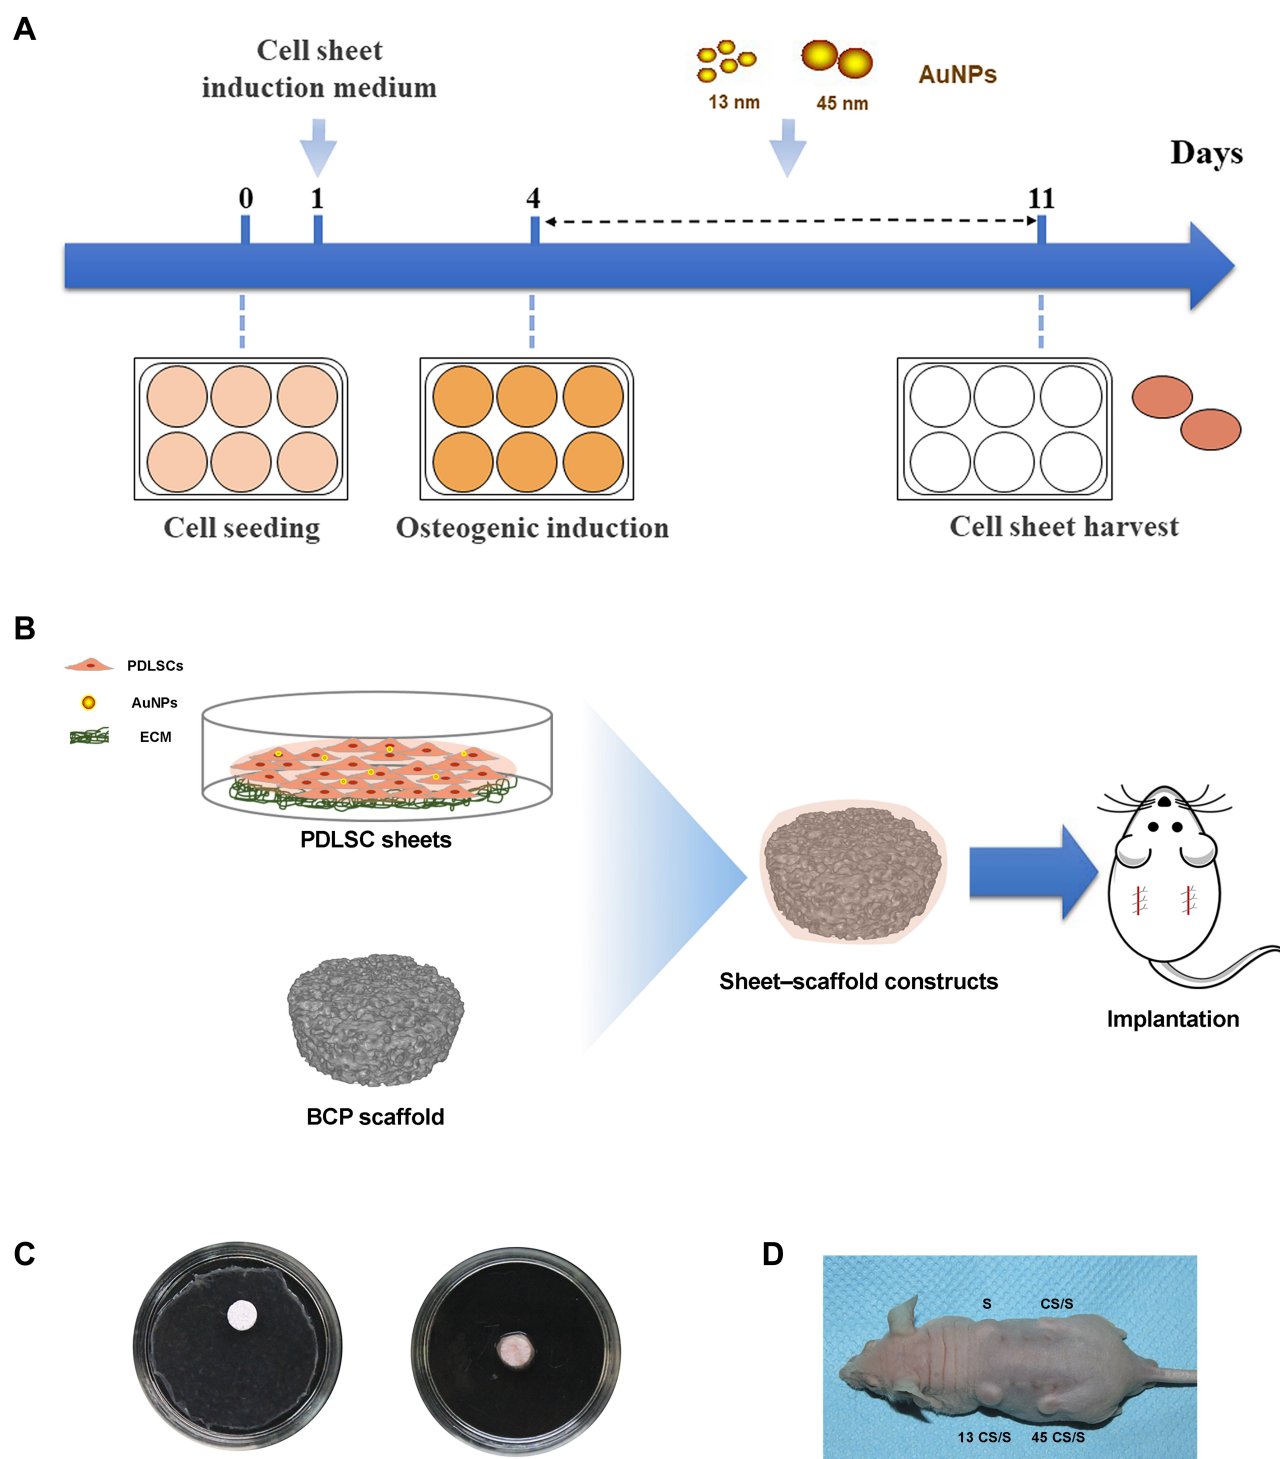 A
Cell sheet
induction medium
13 nm
45 nm
AuNPs
Days
0
1
4
11
Cell seeding
Osteogenic induction
Cell sheet harvest
B
PDLSCs
AuNPs
ECM
PDLSC sheets
BCP scaffold
Sheet–scaffold constructs
Implantation
C
D
S
CS/S
13 CS/S
45 CS/S